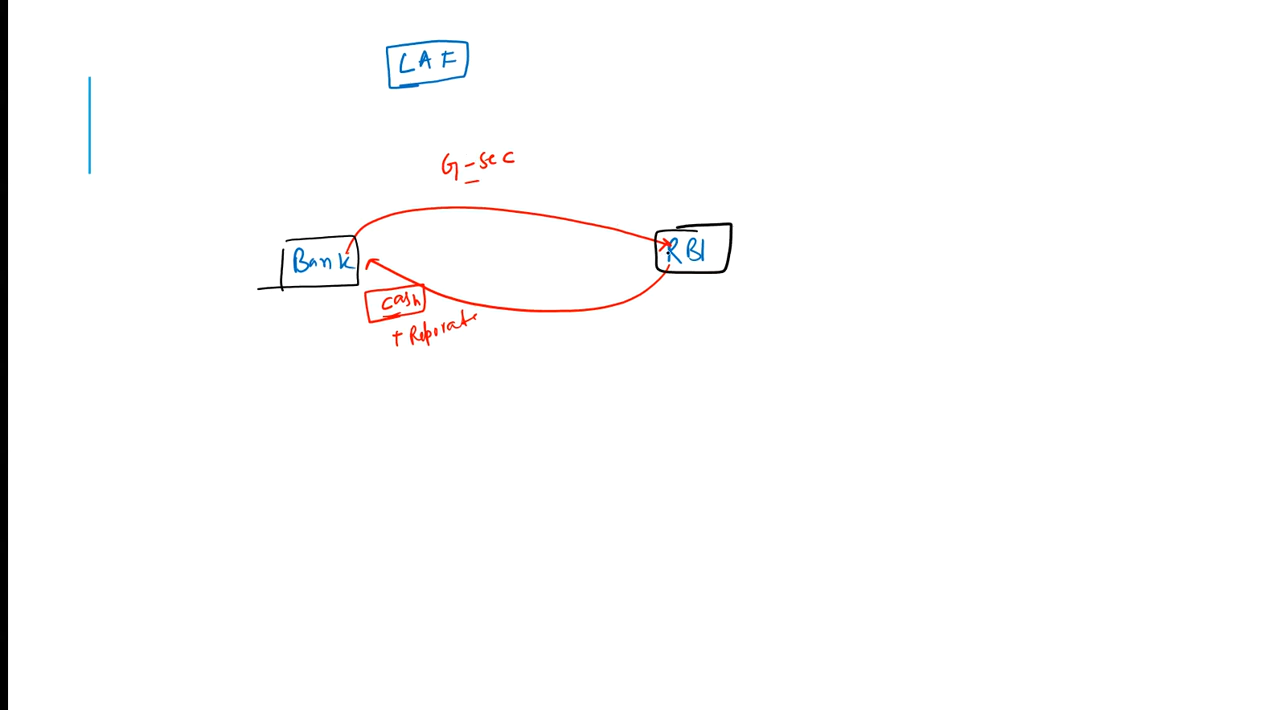 LAF
G-sec
Bank
RBI
cash
+ Reporate